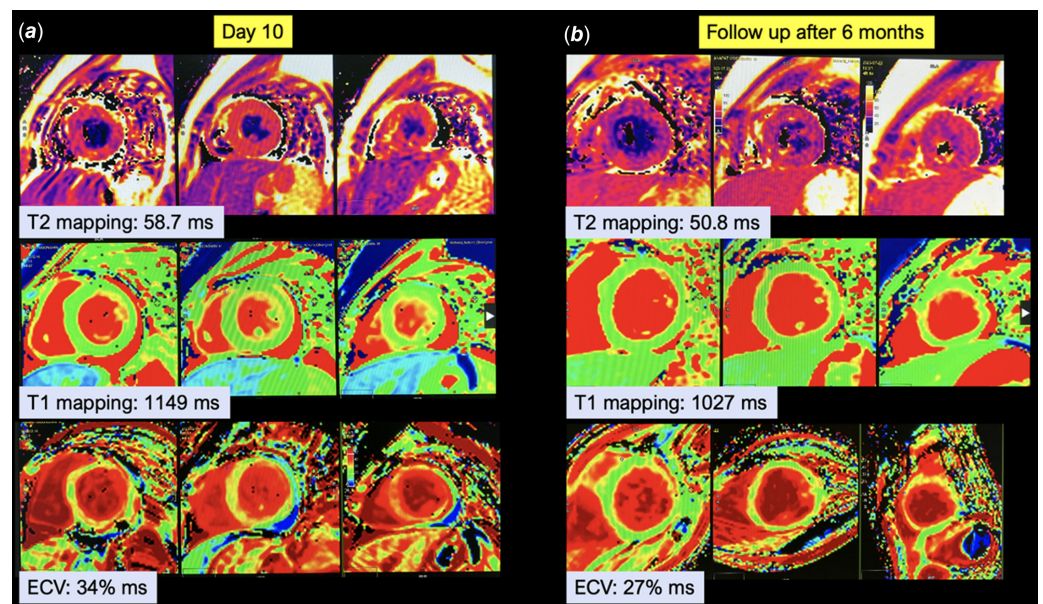 (a)
Day 10
T2 mapping: 58.7 ms
T1 mapping: 1149 ms
ECV: 34% ms
(b)
Follow up after 6 months
T2 mapping: 50.8 ms
T1 mapping: 1027 ms
ECV: 27% ms